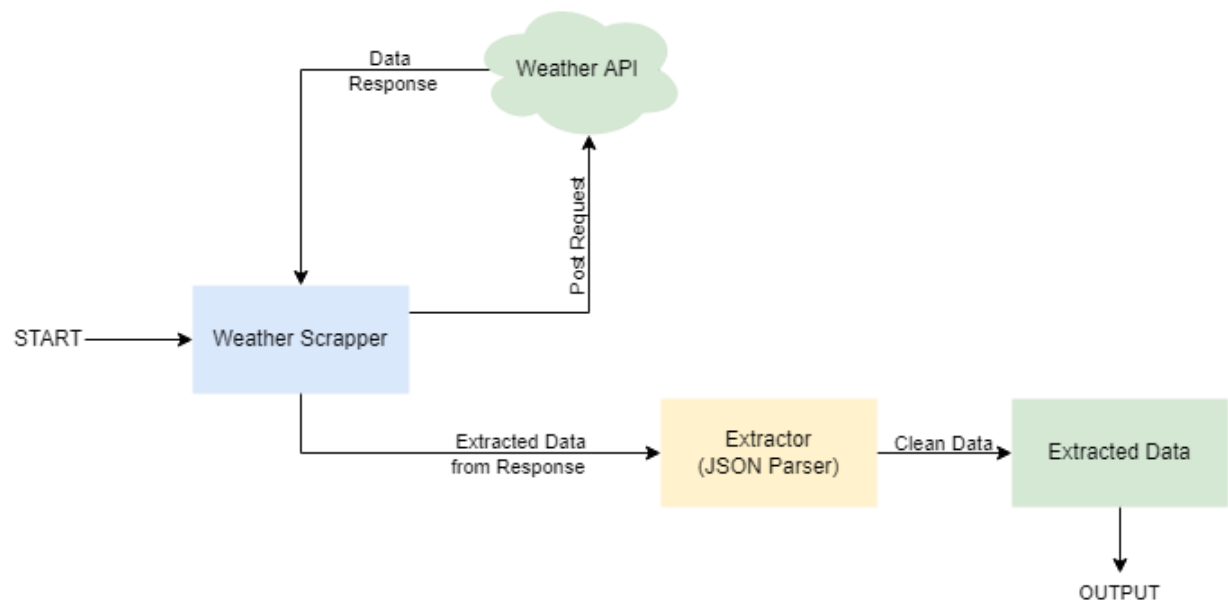 Data
Response
Weather API
Post Request
START
Weather Scrapper
Extracted Data
from Response
Extractor
(JSON Parser)
Clean Data
Extracted Data
OUTPUT